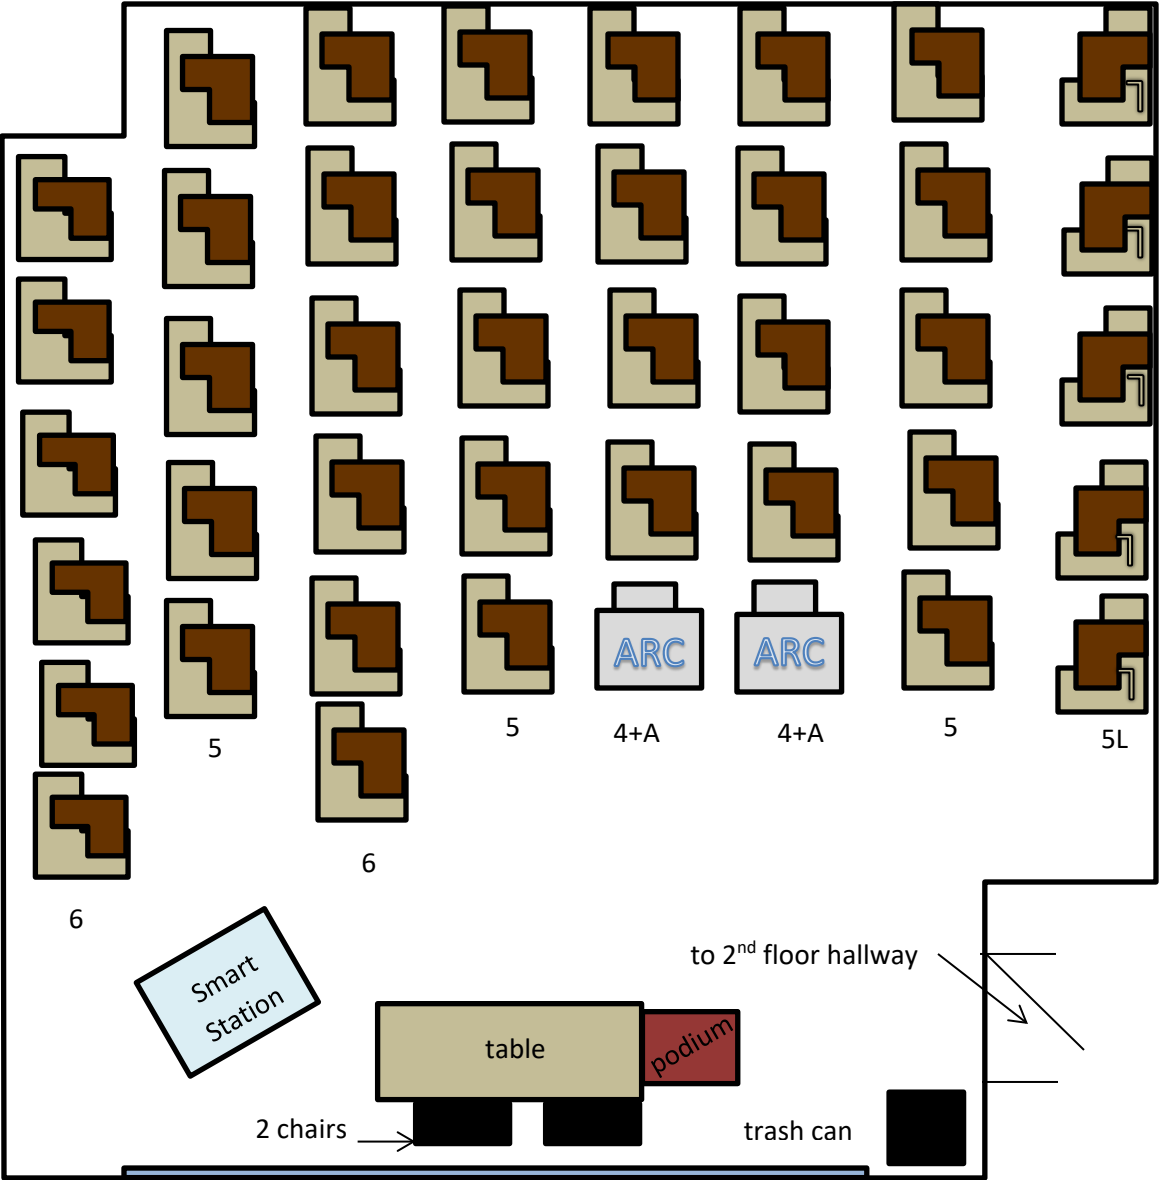 ARC
ARC
5
5
4+A
4+A
5
5L
6
6
Smart
Station
to 2nd floor hallway
table
podium
2 chairs
trash can